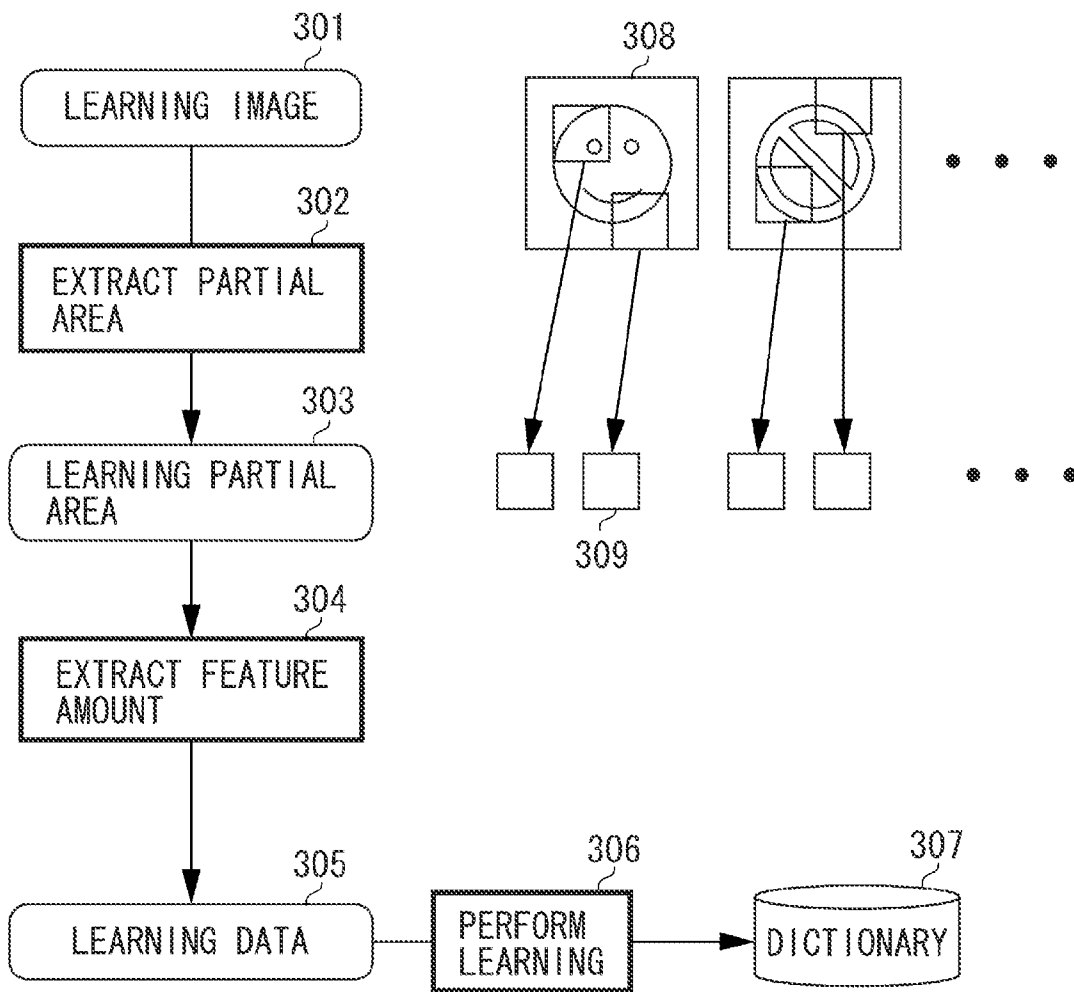 301
308
LEARNING IMAGE
302
EXTRACT PARTIAL
AREA
303
LEARNING PARTIAL
AREA
309
304
EXTRACT FEATURE
AMOUNT
305
306
307
LEARNING DATA
PERFORM
LEARNING
DICTIONARY